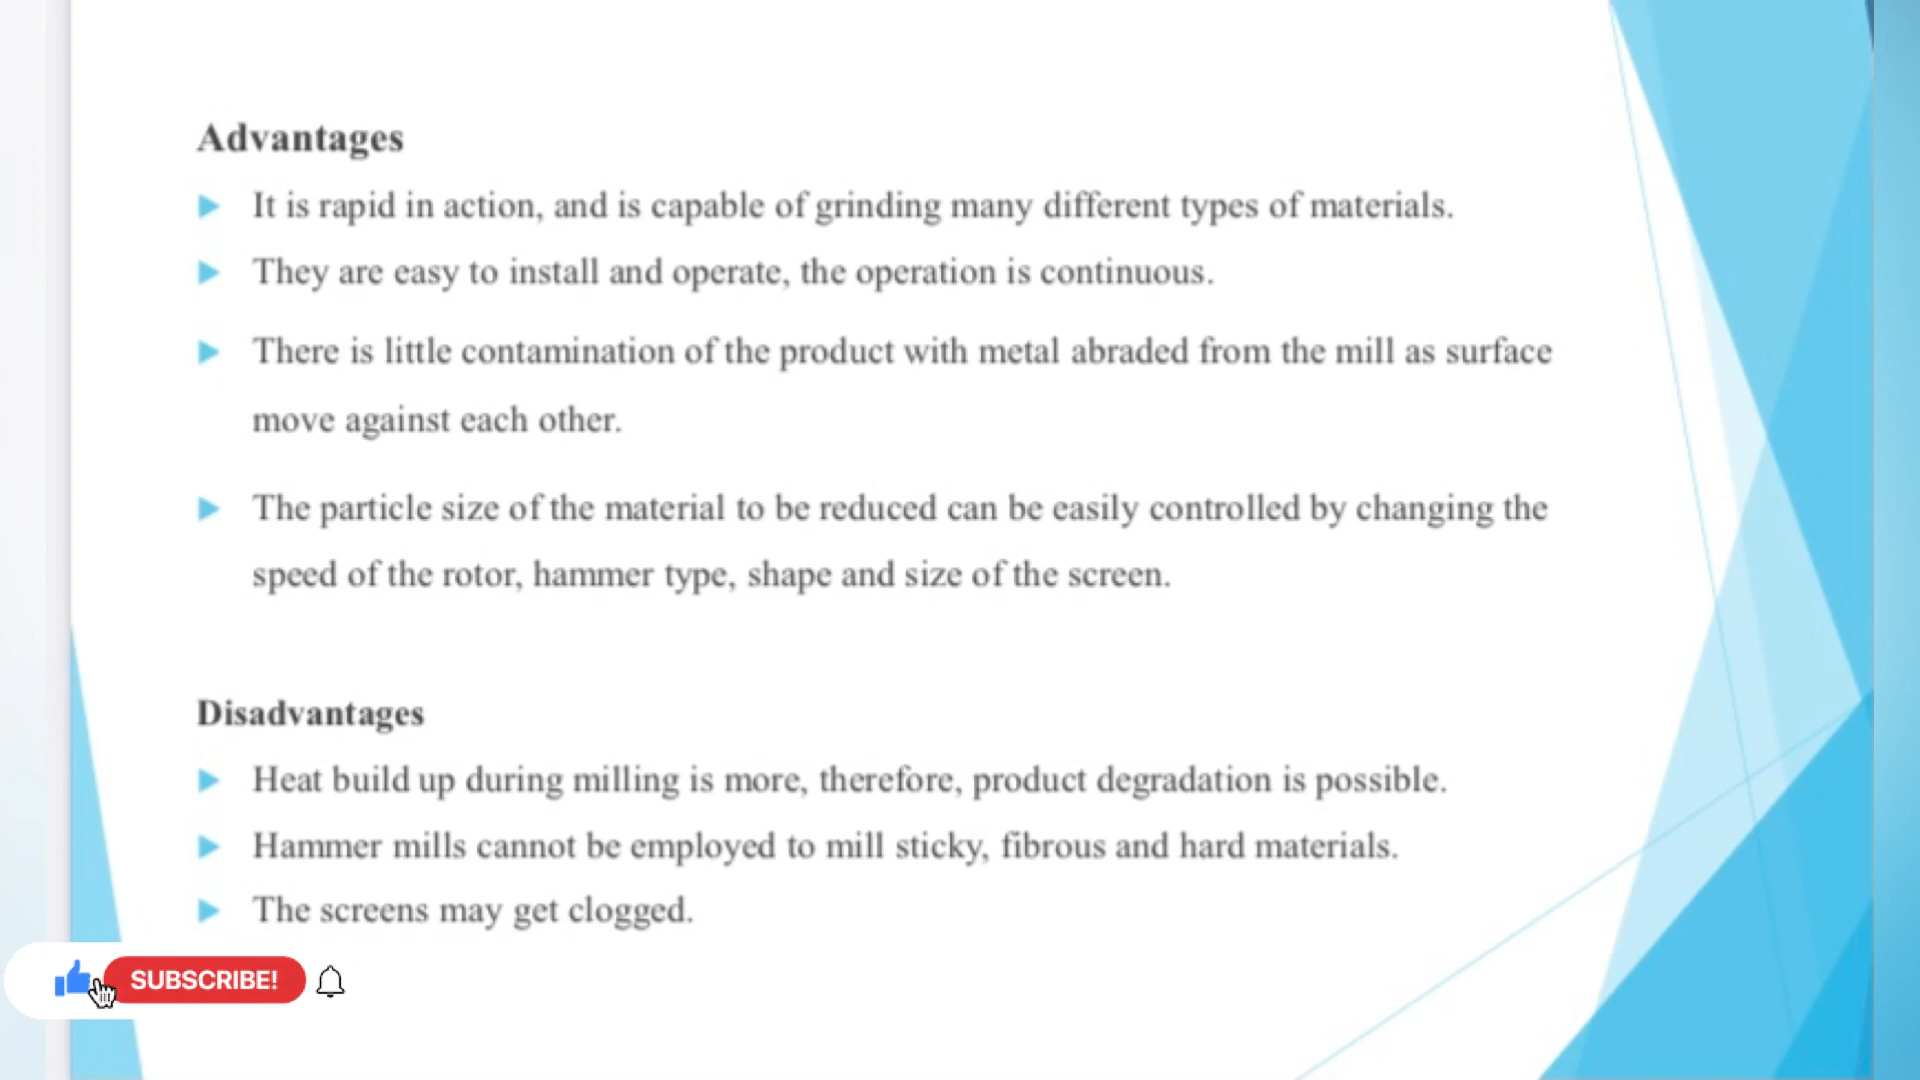 Advantages
It is rapid in action, and is capable of grinding many different types of materials.
They are easy to install and operate, the operation is continuous.
There is little contamination of the product with metal abraded from the mill as surface
move against each other.
The particle size of the material to be reduced can be easily controlled by changing the
speed of the rotor, hammer type, shape and size of the screen.
Disadvantages
Heat build up during milling is more, therefore, product degradation is possible.
Hammer mills cannot be employed to mill sticky, fibrous and hard materials.
The screens may get clogged.
SUBSCRIBE!